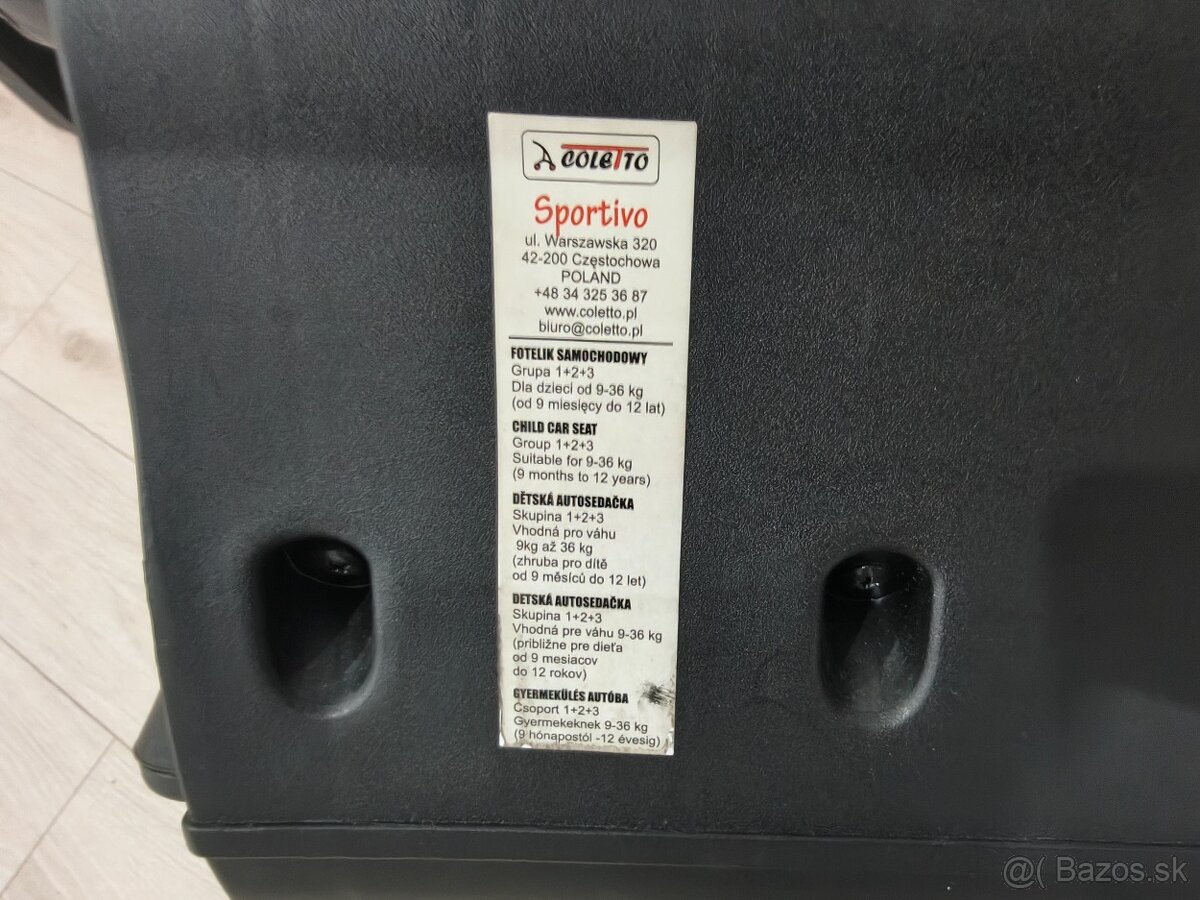 COLETTO
Sportivo
ul. Warszawska 320
42-200 Częstochowa
POLAND
+48 34 325 36 87
www.coletto.pl
biuro@coletto.pl
FOTELIK SAMOCHODOWY
Grupa 1+2+3
Dla dzieci od 9-36 kg
(od 9 miesięcy do 12 lat)
CHILD CAR SEAT
Group 1+2+3
Suitable for 9-36 kg
(9 months to 12 years)
DĚTSKÁ AUTOSEDAČKA
Skupina 1+2+3
Vhodná pro váhu
9kg až 36 kg
(zhruba pro dítě
od 9 měsíců do 12 let)
DETSKÁ AUTOSEDAČKA
Skupina 1+2+3
Vhodná pre váhu 9-36 kg
(približne pre dieťa
od 9 mesiacov
do 12 rokov)
GYERMEKÜLÉS AUTÓBA
Csoport 1+2+3
Gyermekeknek 9-36 kg
(9 hónapostól -12 évesig)
@( Bazos.sk